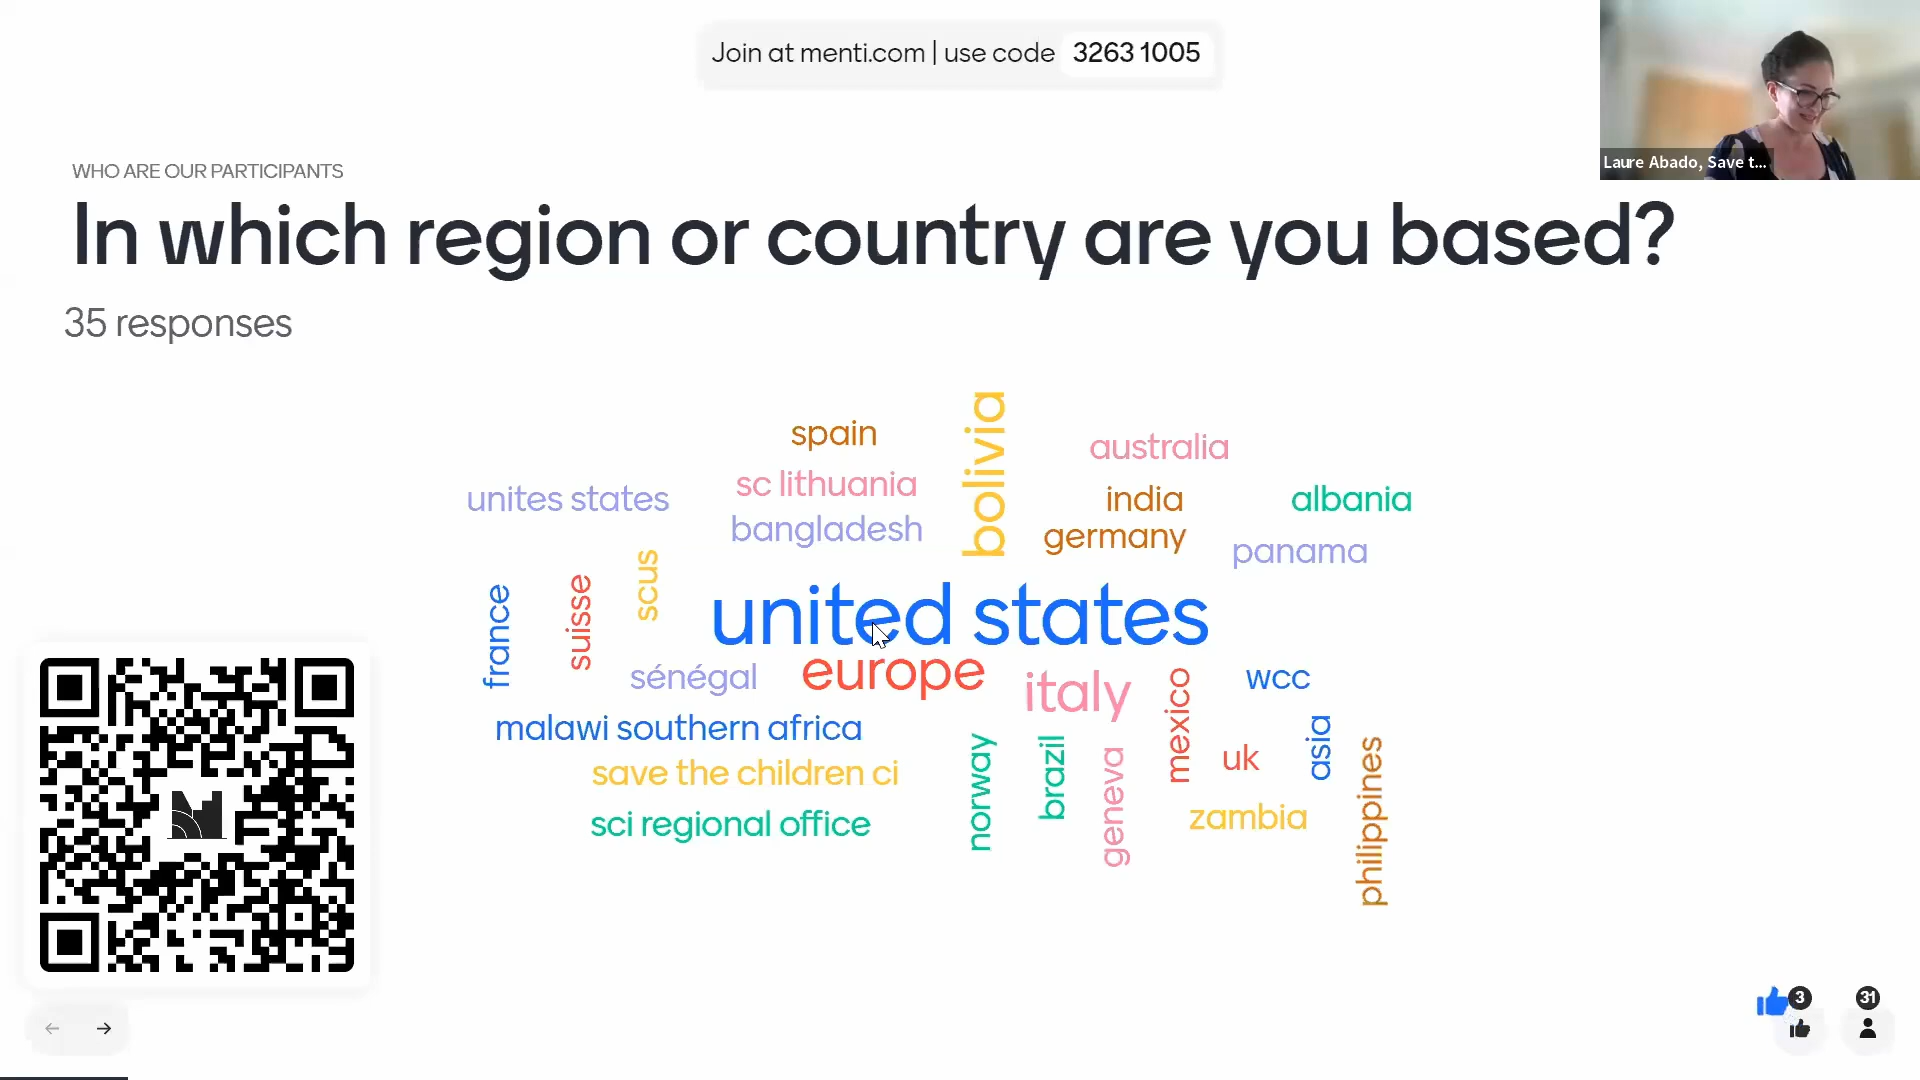 Join at menti.com | use code 3263 1005
Laure Abado, Save t...
WHO ARE OUR PARTICIPANTS
In which region or country are you based?
35 responses
spain
bolivia
australia
sc lithuania
unites states
india
albania
bangladesh
germany
panama
scus
france
suisse
united states
sénégal
europe
italy
mexico
wcc
malawi southern africa
norway
brazil
geneva
uk
asia
philippines
save the children ci
zambia
sci regional office
3
31